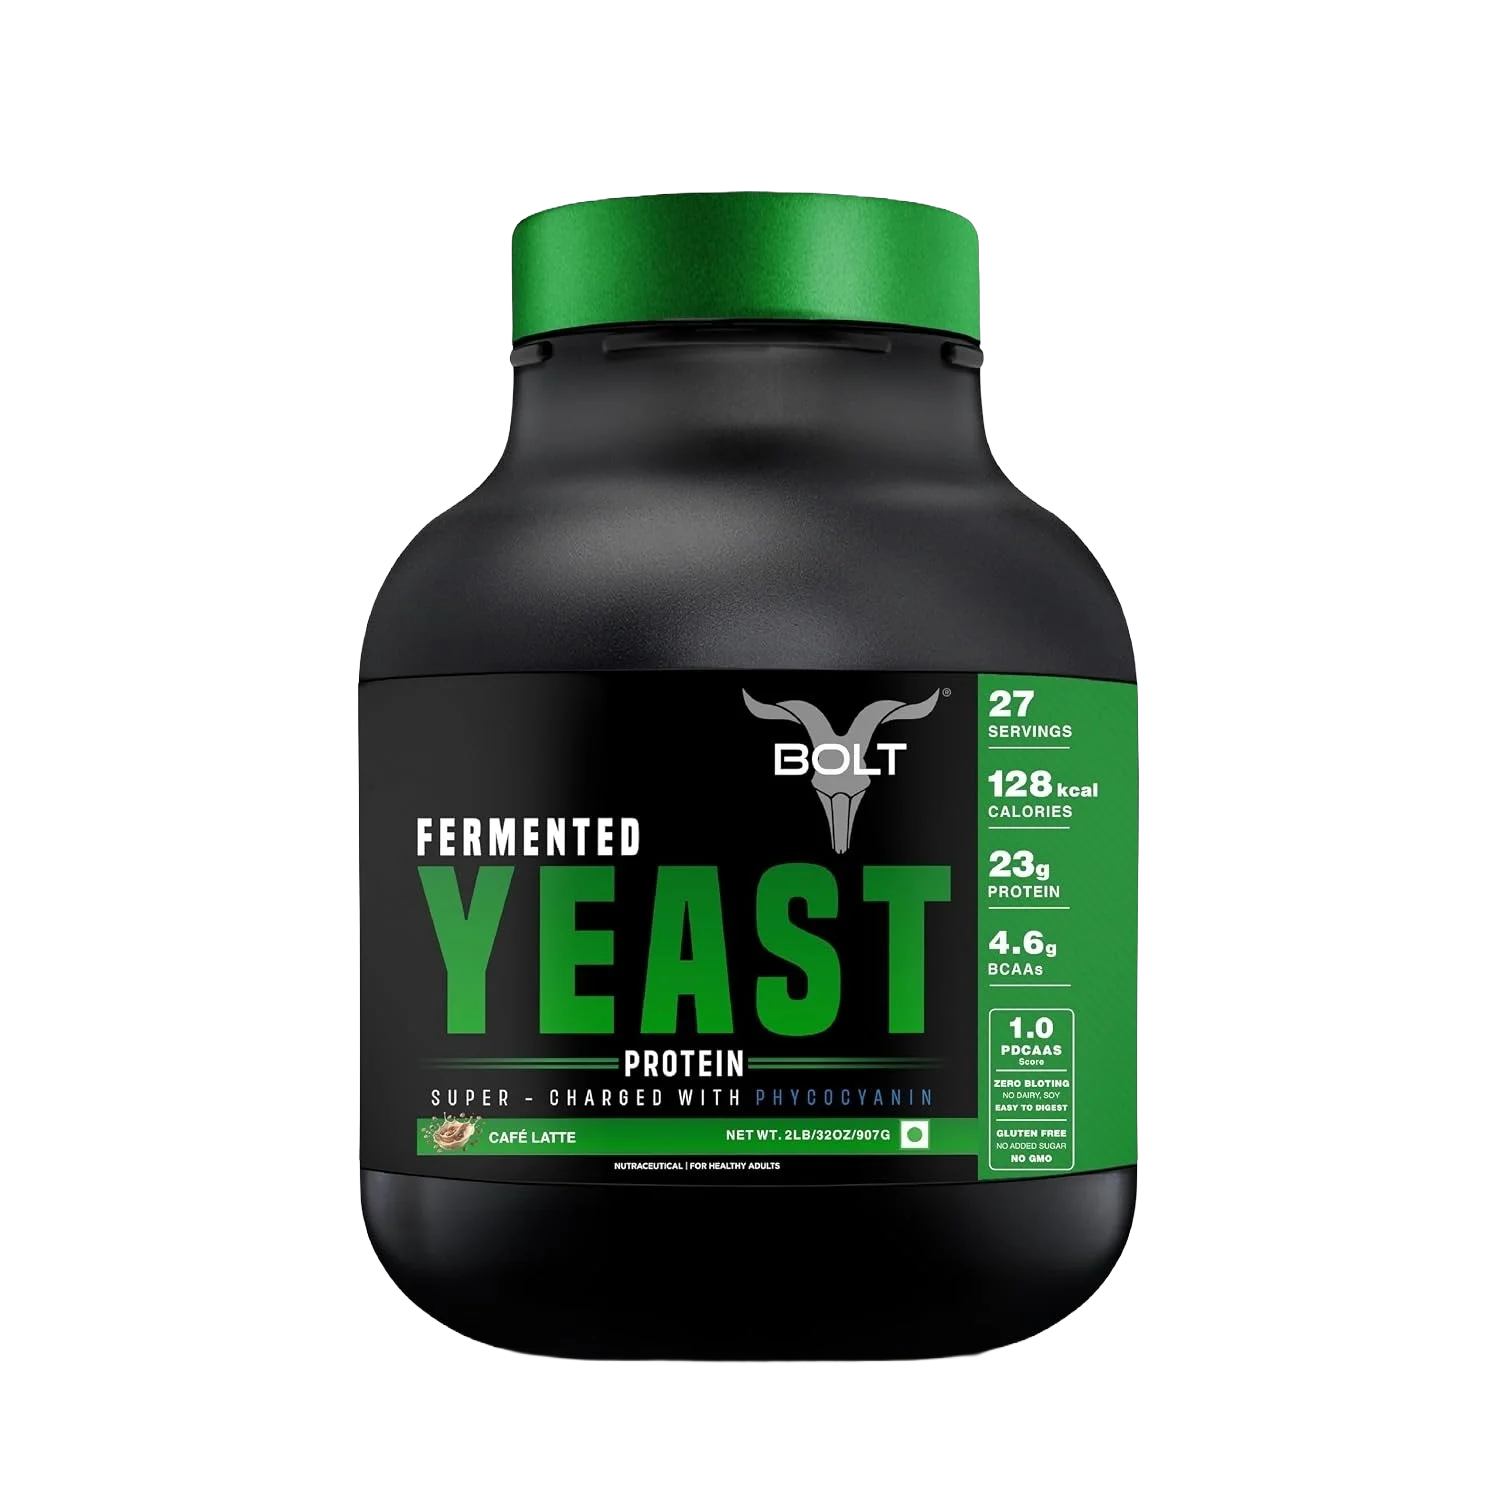 BOLT ®
FERMENTED
YEAST
PROTEIN
SUPER - CHARGED WITH PHYCOCYANIN
CAFÉ LATTE
NET WT. 2LB/32OZ/907G
NUTRACEUTICAL | FOR HEALTHY ADULTS
27
SERVINGS
128 kcal
CALORIES
23g
PROTEIN
4.6g
BCAAs
1.0
PDCAAS
Score
ZERO BLOTING
NO DAIRY, SOY
EASY TO DIGEST
GLUTEN FREE
NO ADDED SUGAR
NO GMO